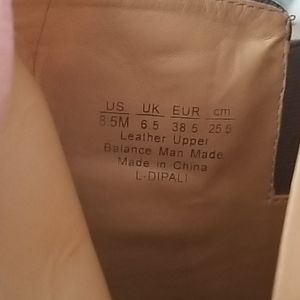 US UK EUR cm
8.5M 6.5 38.5 25.5
Leather Upper
Balance Man Made
Made in China
L-DIPALI